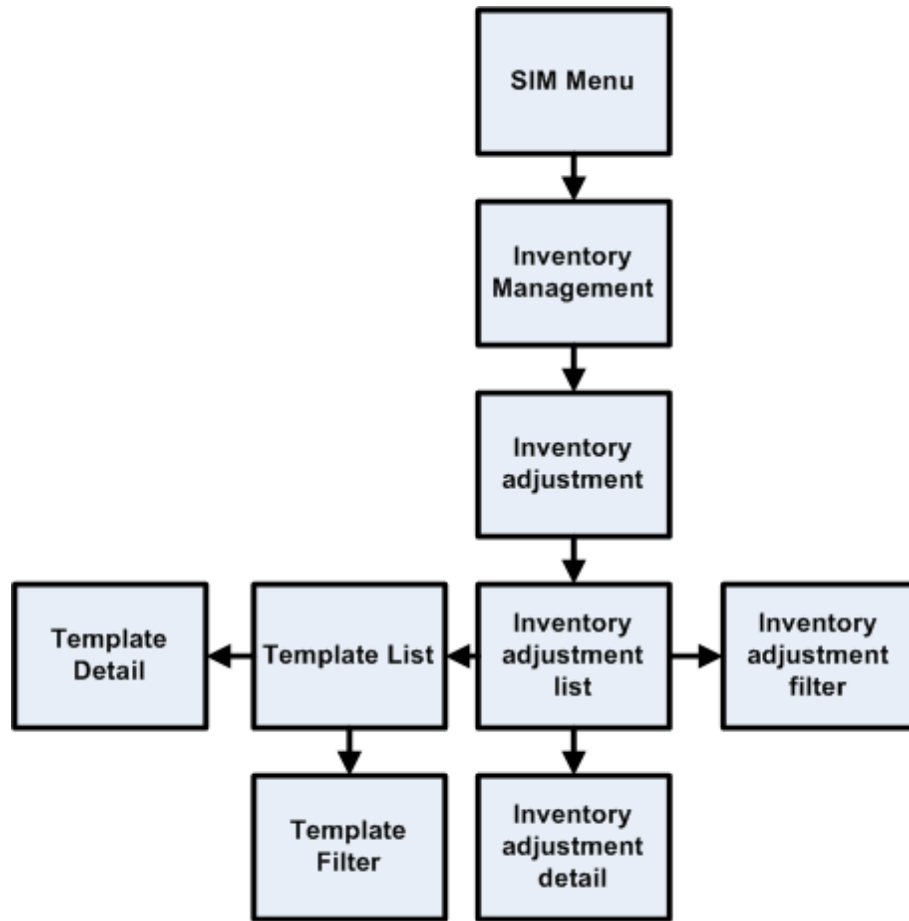 SIM Menu
Inventory
Management
Inventory
adjustment
Template
Detail
Template List
Inventory
adjustment
list
Inventory
adjustment
filter
Template
Filter
Inventory
adjustment
detail